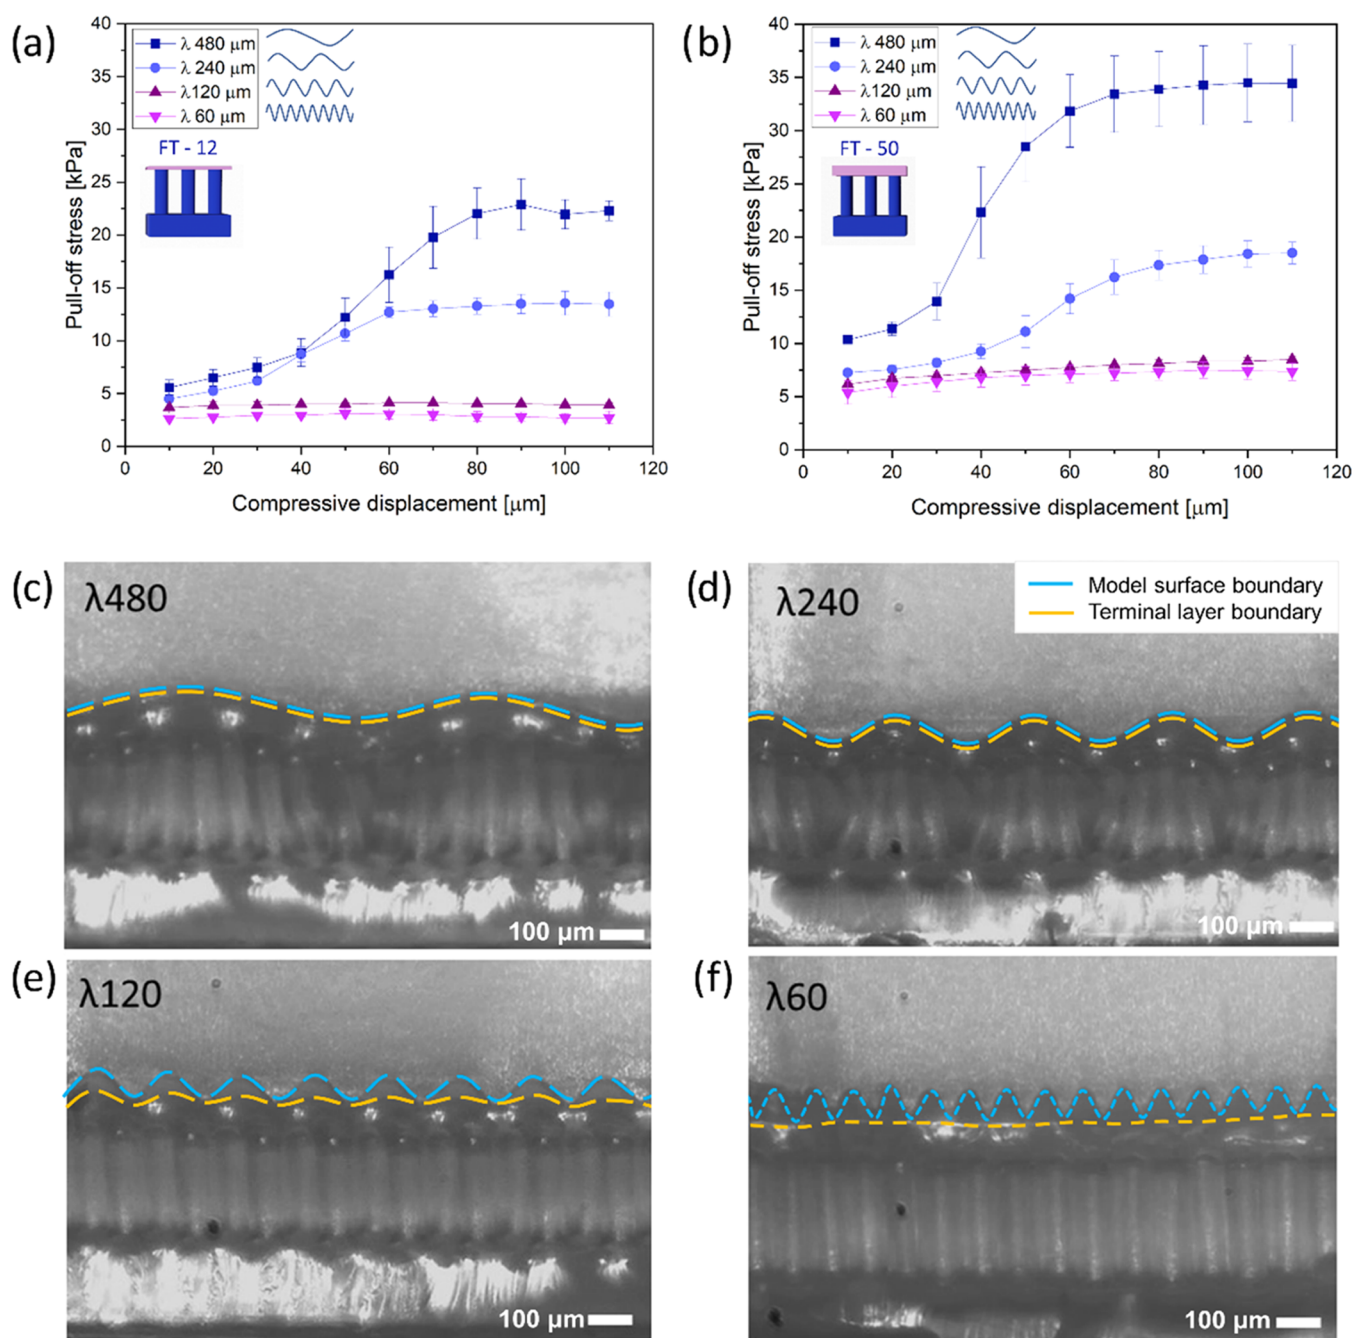 (a)
40
35
30
25
20
15
10
5
0
Pull-off stress [kPa]
λ 480 μm
λ 240 μm
λ120 μm
λ 60 μm
FT - 12
0 20 40 60 80 100 120
Compressive displacement [μm]
(b)
40
35
30
25
20
15
10
5
0
Pull-off stress [kPa]
λ 480 μm
λ 240 μm
λ120 μm
λ 60 μm
FT - 50
0 20 40 60 80 100 120
Compressive displacement [μm]
(c)
λ480
100 μm
(d)
λ240
Model surface boundary
Terminal layer boundary
100 μm
(e)
λ120
100 μm
(f)
λ60
100 μm